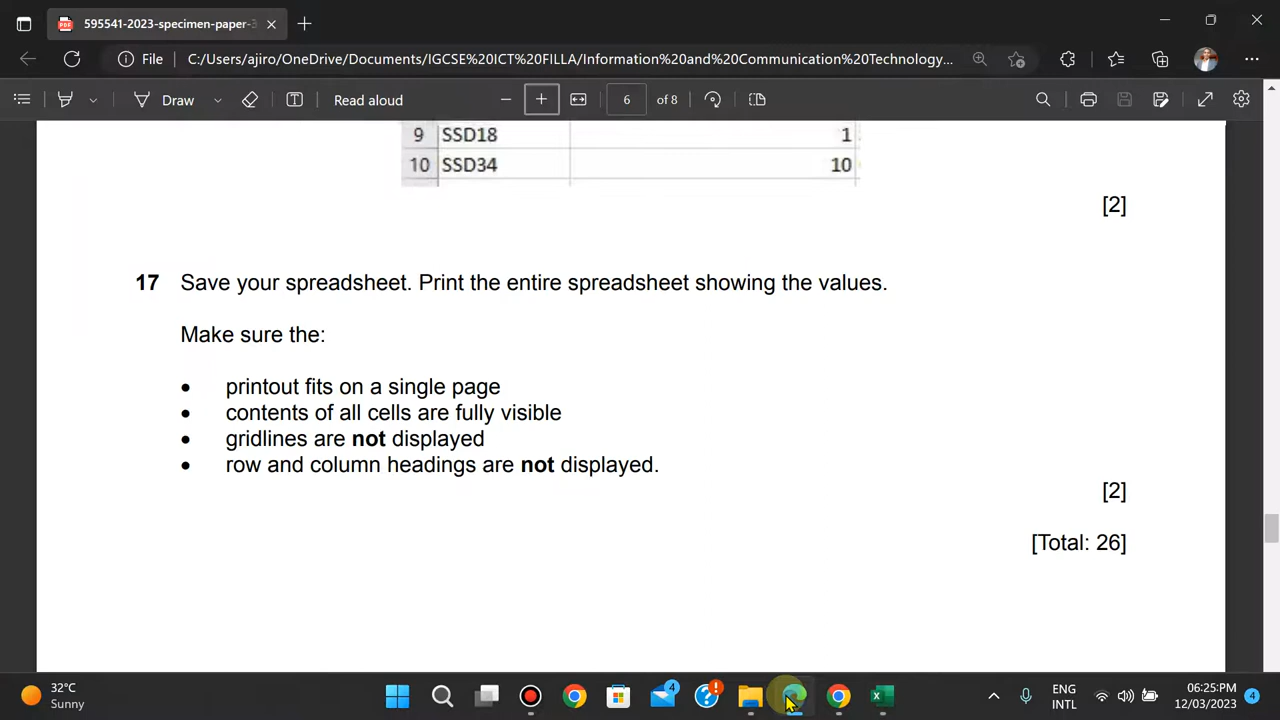 595541-2023-specimen-paper-3
File
C:/Users/ajiro/OneDrive/Documents/IGCSE%20ICT%20FILLA/Information%20and%20Communication%20Technology...
Draw
Read aloud
6
of 8
9 SSD18 1
10 SSD34 10
[2]
17 Save your spreadsheet. Print the entire spreadsheet showing the values.
Make sure the:
• printout fits on a single page
• contents of all cells are fully visible
• gridlines are not displayed
• row and column headings are not displayed.
[2]
[Total: 26]
32°C
Sunny
4
ENG
INTL
06:25:PM
12/03/2023
4